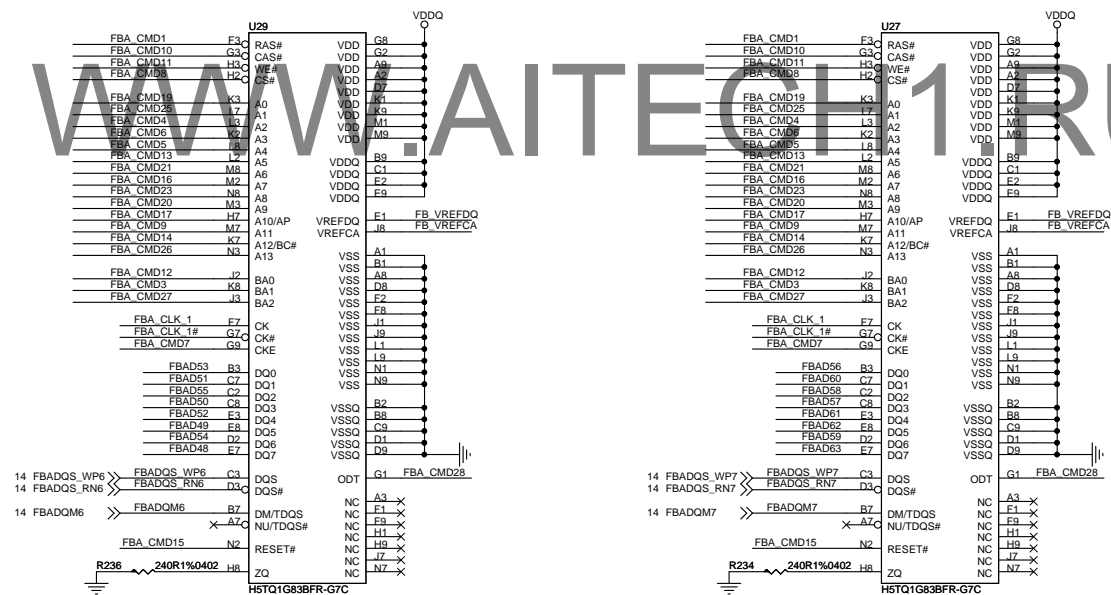 VDDQ
U29
FBA_CMD1 F3 RAS# VDD G8
FBA_CMD10 G3 CAS# VDD G2
FBA_CMD11 H3 WE# VDD A9
FBA_CMD8 H2 CS# VDD A2
VDD D7
FBA_CMD19 K3 A0 VDD K1
FBA_CMD25 L7 A1 VDD K9
FBA_CMD4 L3 A2 VDD M1
FBA_CMD6 K2 A3 VDD M9
FBA_CMD5 L8 A4
FBA_CMD13 L2 A5 VDDQ B9
FBA_CMD21 M8 A6 VDDQ C1
FBA_CMD16 M2 A7 VDDQ E2
FBA_CMD23 N8 A8 VDDQ E9
FBA_CMD20 M3 A9
FBA_CMD17 H7 A10/AP VREFDQ E1 FB_VREFDQ
FBA_CMD9 M7 A11 VREFCA J8 FB_VREFCA
FBA_CMD14 K7 A12/BC#
FBA_CMD26 N3 A13 VSS A1
VSS B1
FBA_CMD12 J2 BA0 VSS A8
FBA_CMD3 K8 BA1 VSS D8
FBA_CMD27 J3 BA2 VSS F2
VSS F8
FBA_CLK_1 F7 CK VSS J1
FBA_CLK_1# G7 CK# VSS J9
FBA_CMD7 G9 CKE VSS L1
VSS L9
FBAD53 B3 DQ0 VSS N1
FBAD51 C7 DQ1 VSS N9
FBAD55 C2 DQ2
FBAD50 C8 DQ3 VSSQ B2
FBAD52 E3 DQ4 VSSQ B8
FBAD49 E8 DQ5 VSSQ C9
FBAD54 D2 DQ6 VSSQ D1
FBAD48 E7 DQ7 VSSQ D9
14 FBADQS_WP6 FBADQS_WP6 C3 DQS ODT G1 FBA_CMD28
14 FBADQS_RN6 FBADQS_RN6 D3 DQS#
NC A3
14 FBADQM6 FBADQM6 B7 DM/TDQS NC F1
A7 NU/TDQS# NC F9
NC H1
FBA_CMD15 N2 RESET# NC H9
NC J7
R236 240R1%0402 H8 ZQ NC N7
H5TQ1G83BFR-G7C
VDDQ
U27
FBA_CMD1 F3 RAS# VDD G8
FBA_CMD10 G3 CAS# VDD G2
FBA_CMD11 H3 WE# VDD A9
FBA_CMD8 H2 CS# VDD A2
VDD D7
FBA_CMD19 K3 A0 VDD K1
FBA_CMD25 L7 A1 VDD K9
FBA_CMD4 L3 A2 VDD M1
FBA_CMD6 K2 A3 VDD M9
FBA_CMD5 L8 A4
FBA_CMD13 L2 A5 VDDQ B9
FBA_CMD21 M8 A6 VDDQ C1
FBA_CMD16 M2 A7 VDDQ E2
FBA_CMD23 N8 A8 VDDQ E9
FBA_CMD20 M3 A9
FBA_CMD17 H7 A10/AP VREFDQ E1 FB_VREFDQ
FBA_CMD9 M7 A11 VREFCA J8 FB_VREFCA
FBA_CMD14 K7 A12/BC#
FBA_CMD26 N3 A13 VSS A1
VSS B1
FBA_CMD12 J2 BA0 VSS A8
FBA_CMD3 K8 BA1 VSS D8
FBA_CMD27 J3 BA2 VSS F2
VSS F8
FBA_CLK_1 F7 CK VSS J1
FBA_CLK_1# G7 CK# VSS J9
FBA_CMD7 G9 CKE VSS L1
VSS L9
FBAD56 B3 DQ0 VSS N1
FBAD60 C7 DQ1 VSS N9
FBAD58 C2 DQ2
FBAD57 C8 DQ3 VSSQ B2
FBAD61 E3 DQ4 VSSQ B8
FBAD62 E8 DQ5 VSSQ C9
FBAD59 D2 DQ6 VSSQ D1
FBAD63 E7 DQ7 VSSQ D9
14 FBADQS_WP7 FBADQS_WP7 C3 DQS ODT G1 FBA_CMD28
14 FBADQS_RN7 FBADQS_RN7 D3 DQS#
NC A3
14 FBADQM7 FBADQM7 B7 DM/TDQS NC F1
A7 NU/TDQS# NC F9
NC H1
FBA_CMD15 N2 RESET# NC H9
NC J7
R234 240R1%0402 H8 ZQ NC N7
H5TQ1G83BFR-G7C
WWW.AITECH1.RU